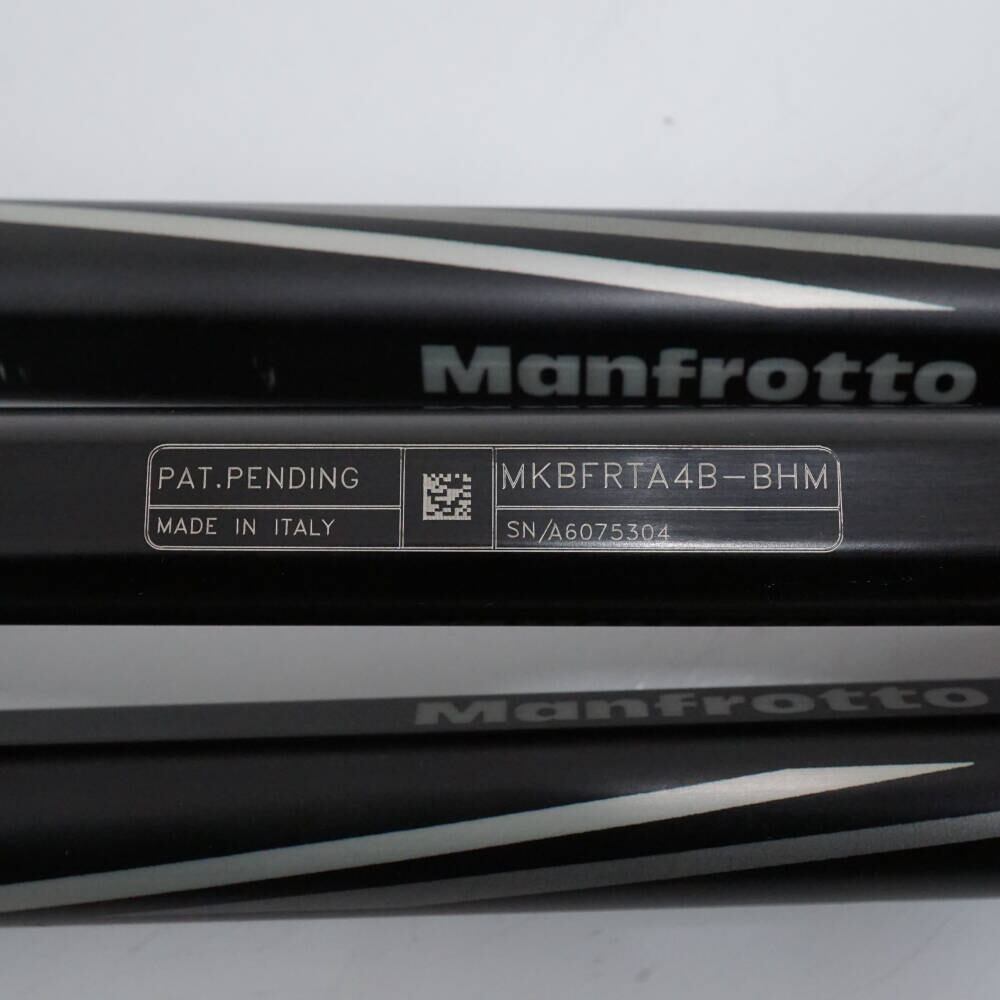 Manfrotto
PAT.PENDING
MADE IN ITALY
MKBFRTA4B-BHM
SN/A6075304
Manfrotto